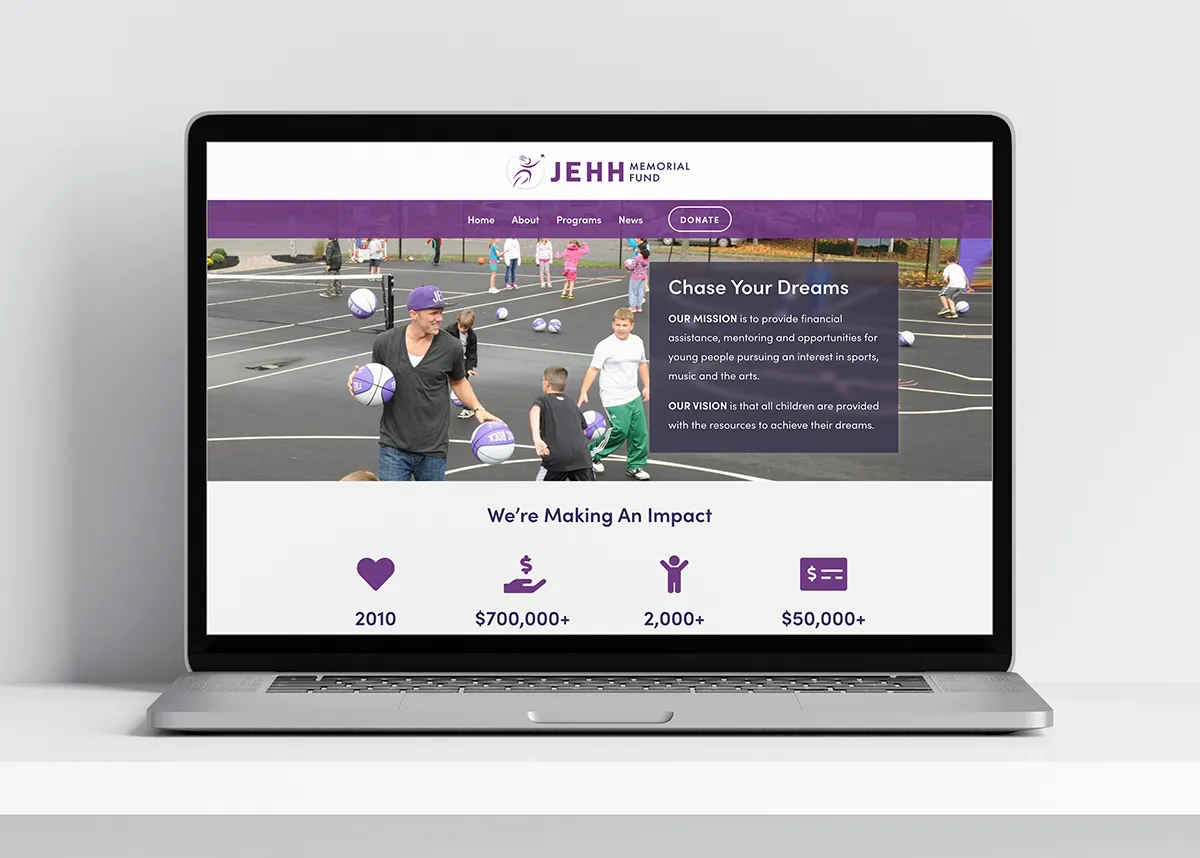 JEHH MEMORIAL
FUND
Home About Programs News DONATE
Chase Your Dreams
OUR MISSION is to provide financial
assistance, mentoring and opportunities for
young people pursuing an interest in sports,
music and the arts.
OUR VISION is that all children are provided
with the resources to achieve their dreams.
We’re Making An Impact
2010 $700,000+ 2,000+ $50,000+